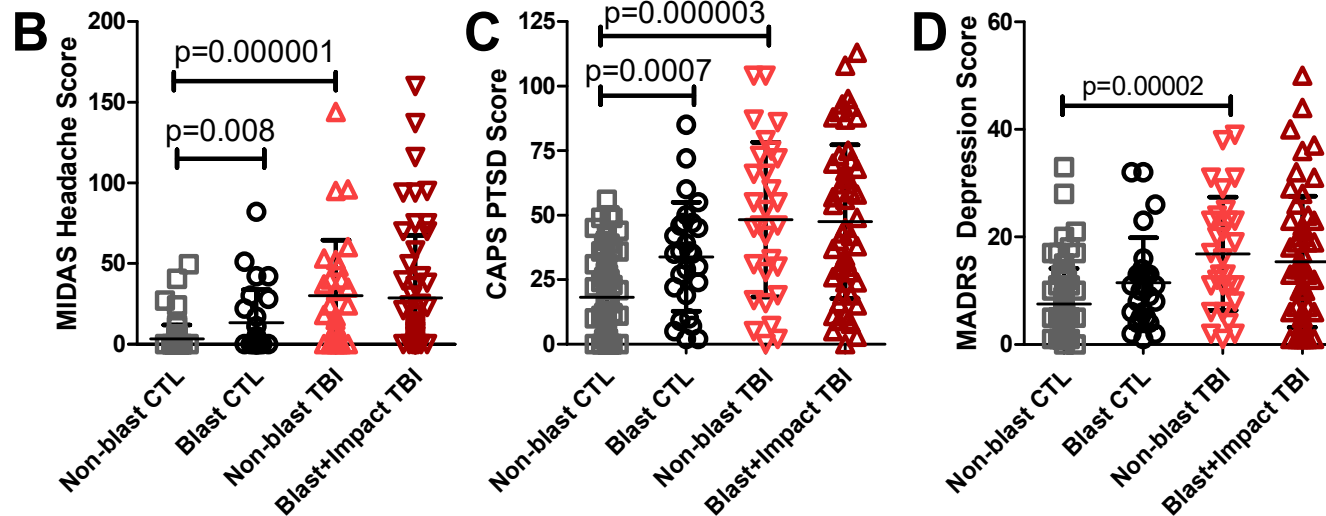 B
MIDAS Headache Score
200
150
100
50
0
p=0.000001
p=0.008
Non-blast CTL
Blast CTL
Non-blast TBI
Blast+Impact TBI
C
CAPS PTSD Score
125
100
75
50
25
0
p=0.000003
p=0.0007
Non-blast CTL
Blast CTL
Non-blast TBI
Blast+Impact TBI
D
MADRS Depression Score
60
40
20
0
p=0.00002
Non-blast CTL
Blast CTL
Non-blast TBI
Blast+Impact TBI